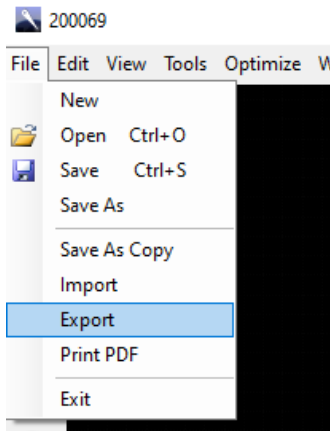 200069
File Edit View Tools Optimize
New
Open Ctrl+O
Save Ctrl+S
Save As
Save As Copy
Import
Export
Print PDF
Exit